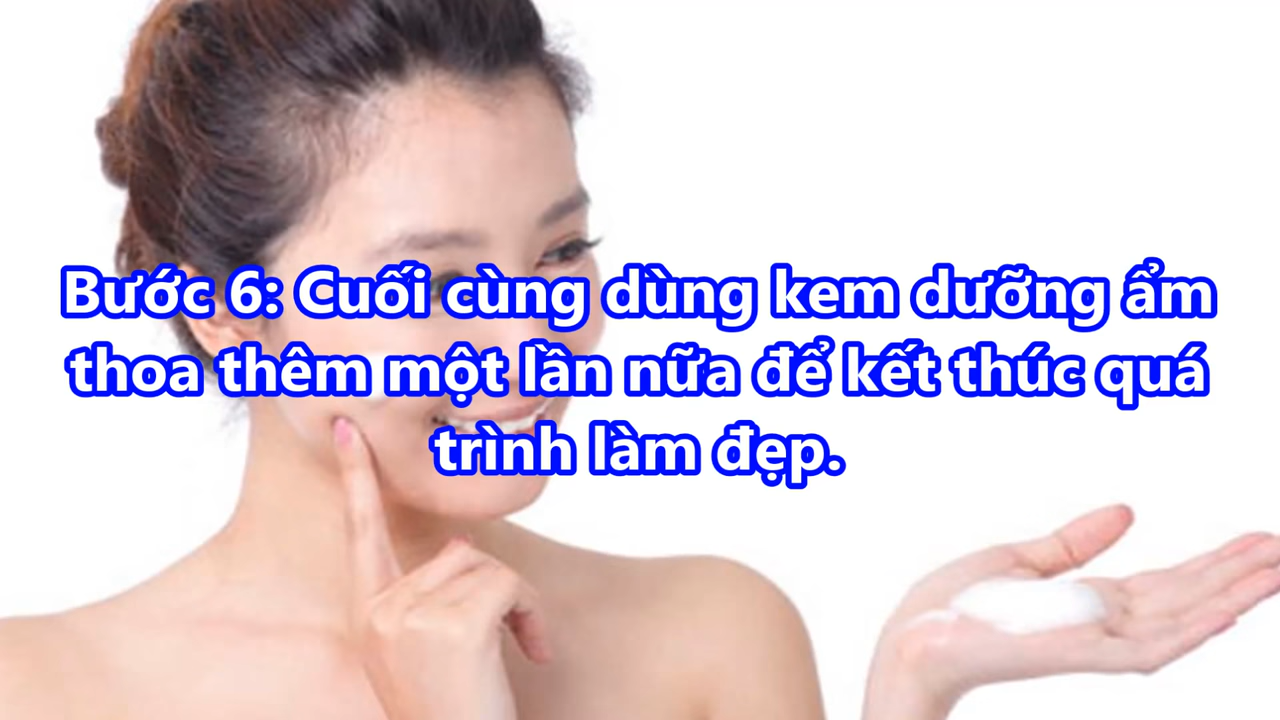 Bước 6: Cuối cùng dùng kem dưỡng ẩm
thoa thêm một lần nữa để kết thúc quá
trình làm đẹp.